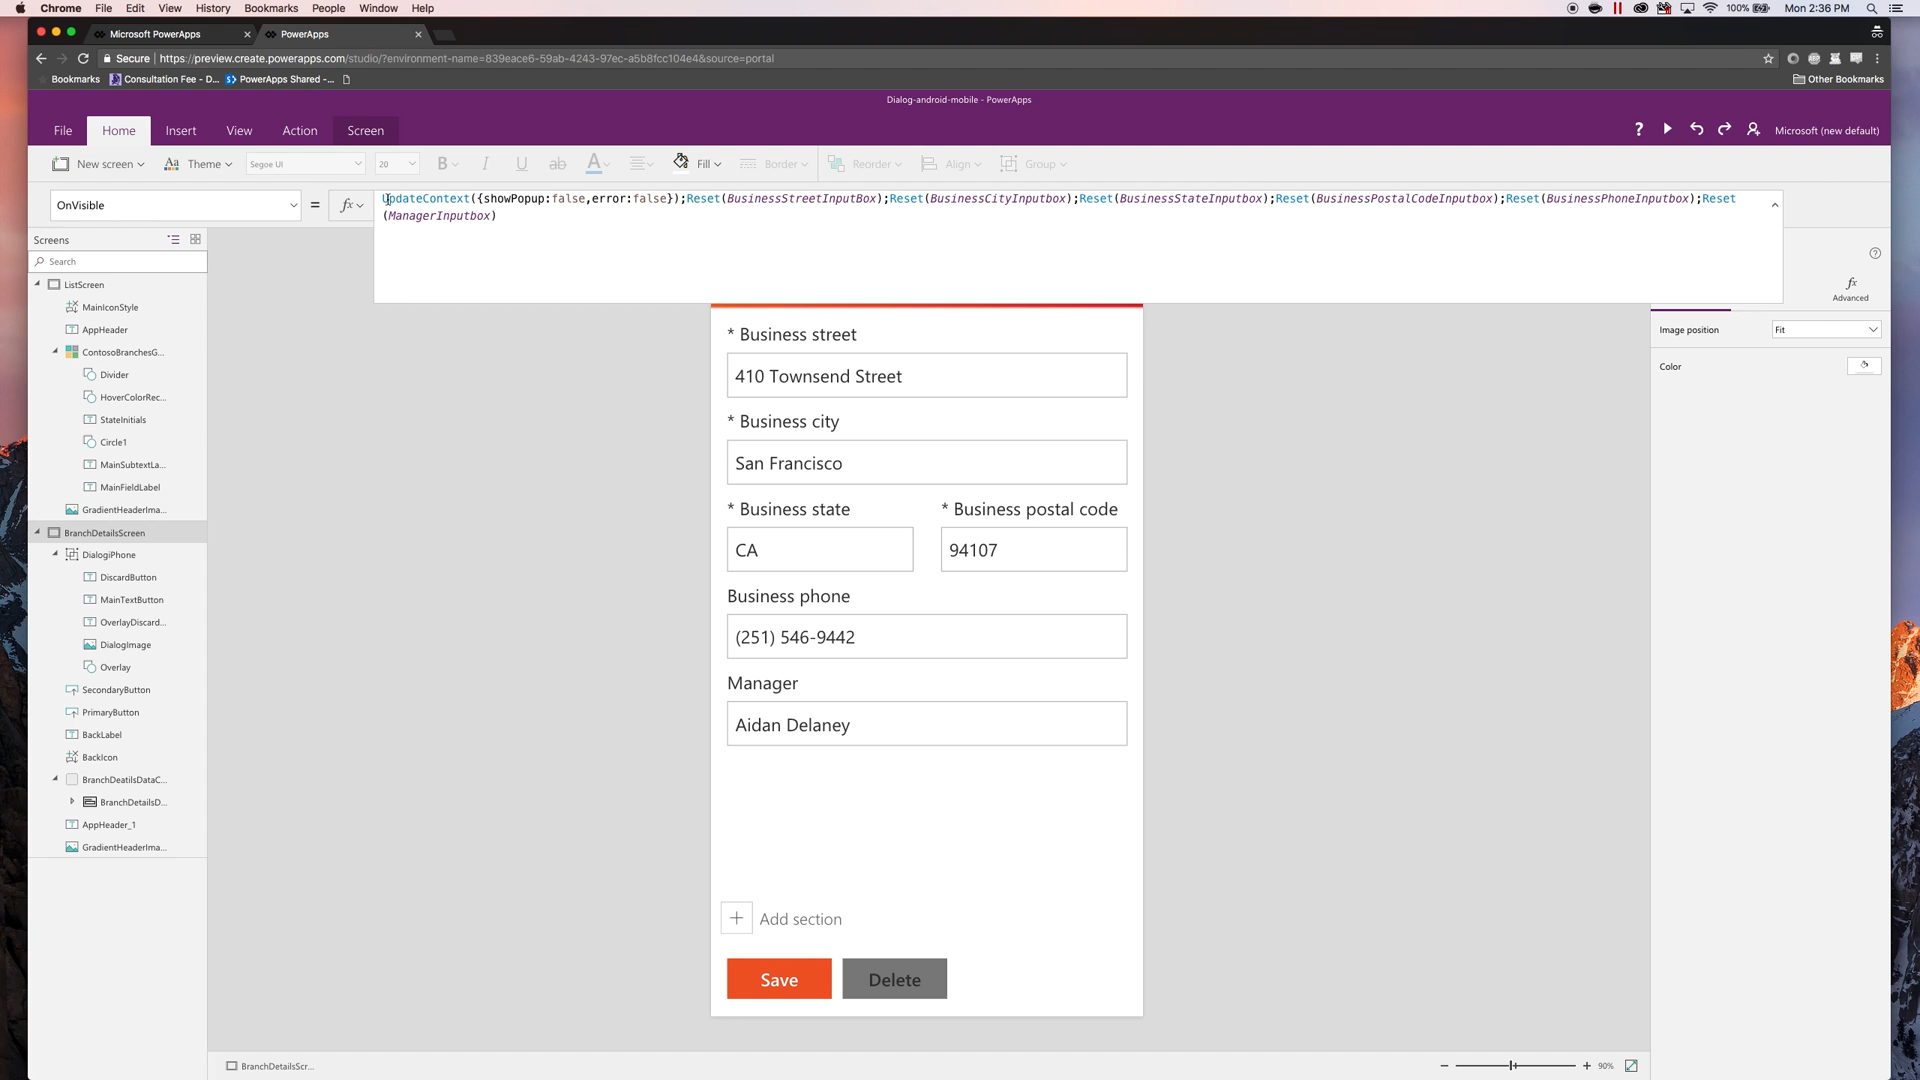 Chrome File Edit View History Bookmarks People Window Help
100% Mon 2:36 PM
Microsoft PowerApps
PowerApps
Secure https://preview.create.powerapps.com/studio/?environment-name=839eace6-59ab-4243-97ec-a5b8fcc104e4&source=portal
Bookmarks Consultation Fee - D... PowerApps Shared -... Other Bookmarks
Dialog-android-mobile - PowerApps
File Home Insert View Action Screen
? Microsoft (new default)
New screen Theme Segoe UI 20 B I U ab A Fill Border Reorder Align Group
OnVisible = fx UpdateContext({showPopup:false,error:false});Reset(BusinessStreetInputBox);Reset(BusinessCityInputbox);Reset(BusinessStateInputbox);Reset(BusinessPostalCodeInputbox);Reset(BusinessPhoneInputbox);Reset
(ManagerInputbox)
Screens
Search
ListScreen
MainIconStyle
AppHeader
ContosoBranchesG...
Divider
HoverColorRec...
StateInitials
Circle1
MainSubtextLa...
MainFieldLabel
GradientHeaderIma...
BranchDetailsScreen
DialogiPhone
DiscardButton
MainTextButton
OverlayDiscard...
DialogImage
Overlay
SecondaryButton
PrimaryButton
BackLabel
BackIcon
BranchDeatilsDataC...
BranchDetailsD...
AppHeader_1
GradientHeaderIma...
* Business street
410 Townsend Street
* Business city
San Francisco
* Business state * Business postal code
CA 94107
Business phone
(251) 546-9442
Manager
Aidan Delaney
+ Add section
Save Delete
?
fx
Advanced
Image position Fit
Color
BranchDetailsScr...
90%